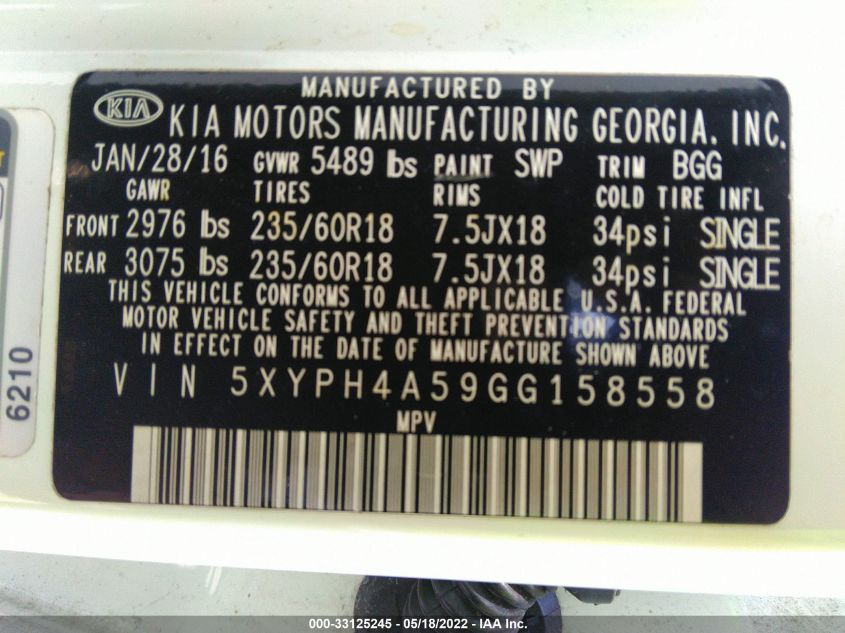 MANUFACTURED BY
KIA KIA MOTORS MANUFACTURING GEORGIA. INC.
JAN/28/16 GVWR 5489 lbs PAINT SWP TRIM BGG
GAWR TIRES RIMS COLD TIRE INFL
FRONT 2976 lbs 235/60R18 7.5JX18 34psi SINGLE
REAR 3075 lbs 235/60R18 7.5JX18 34psi SINGLE
THIS VEHICLE CONFORMS TO ALL APPLICABLE U.S.A. FEDERAL
MOTOR VEHICLE SAFETY AND THEFT PREVENTION STANDARDS
IN EFFECT ON THE DATE OF MANUFACTURE SHOWN ABOVE
VIN 5XYPH4A59GG158558
MPV
6210
000-33125245 - 05/18/2022 - IAA, Inc.